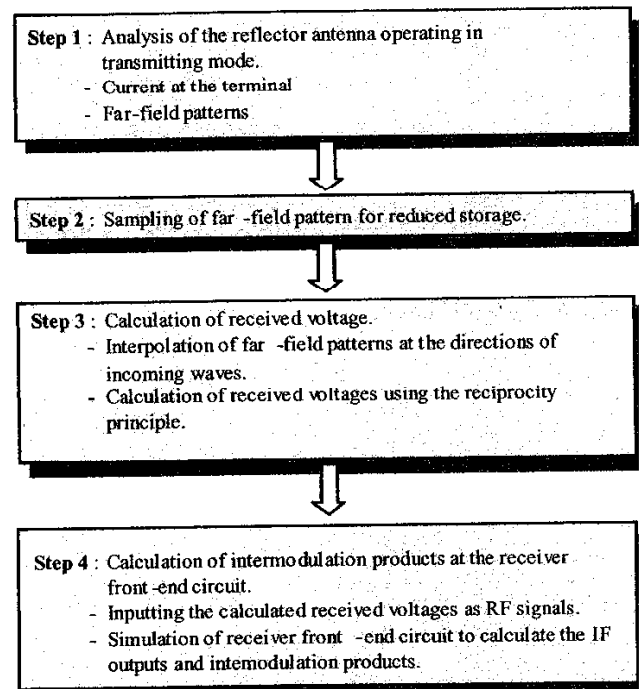 Step 1 : Analysis of the reflector antenna operating in
transmitting mode.
- Current at the terminal
- Far-field patterns
Step 2 : Sampling of far -field pattern for reduced storage.
Step 3 : Calculation of received voltage.
- Interpolation of far -field patterns at the directions of
incoming waves.
- Calculation of received voltages using the reciprocity
principle.
Step 4 : Calculation of intermodulation products at the receiver
front -end circuit.
- Inputting the calculated received voltages as RF signals.
- Simulation of receiver front -end circuit to calculate the IF
outputs and intemodulation products.